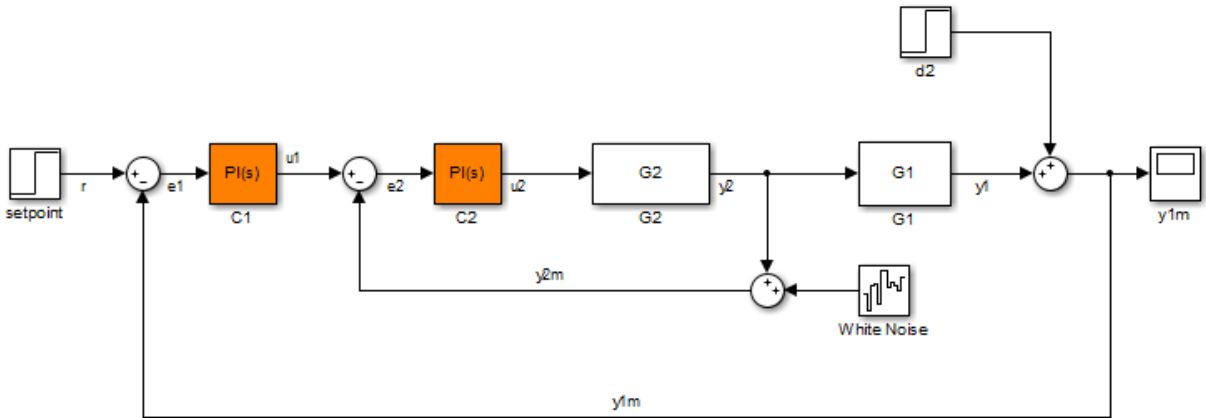 d2
setpoint
r
e1
PI(s)
C1
u1
e2
PI(s)
C2
u2
G2
G2
y2
G1
G1
y1
y1m
y2m
White Noise
y1m